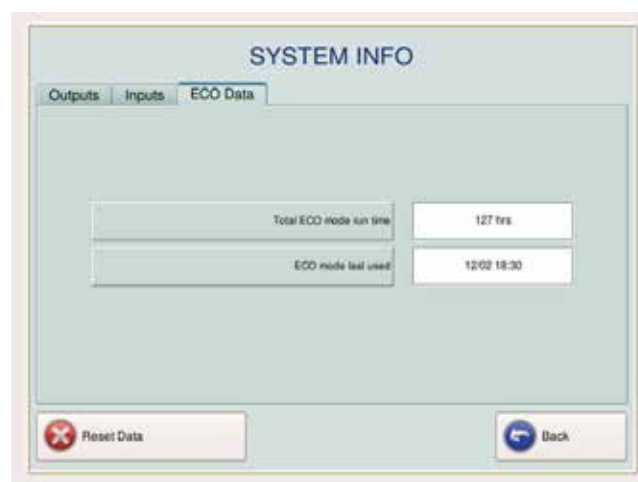 SYSTEM INFO
Outputs Inputs ECO Data
Total ECO mode run time 127 hrs
ECO mode last used 12/02 18:30
Reset Data Back